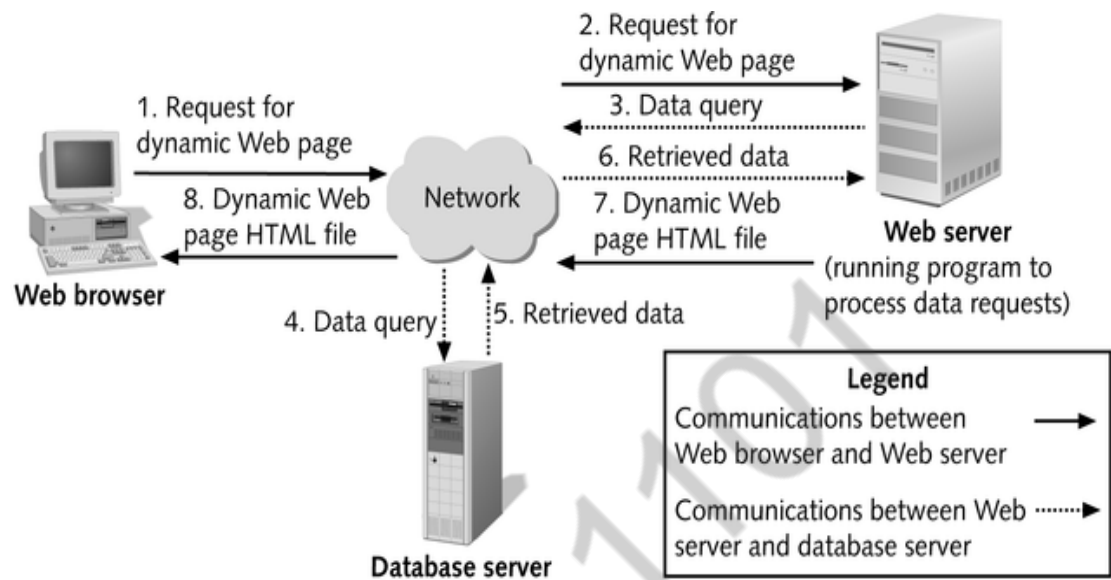 1. Request for
dynamic Web page
2. Request for
dynamic Web page
3. Data query
6. Retrieved data
8. Dynamic Web
page HTML file
Network
7. Dynamic Web
page HTML file
Web browser
Web server
(running program to
process data requests)
4. Data query
5. Retrieved data
Database server
Legend
Communications between
Web browser and Web server
Communications between Web
server and database server
1101